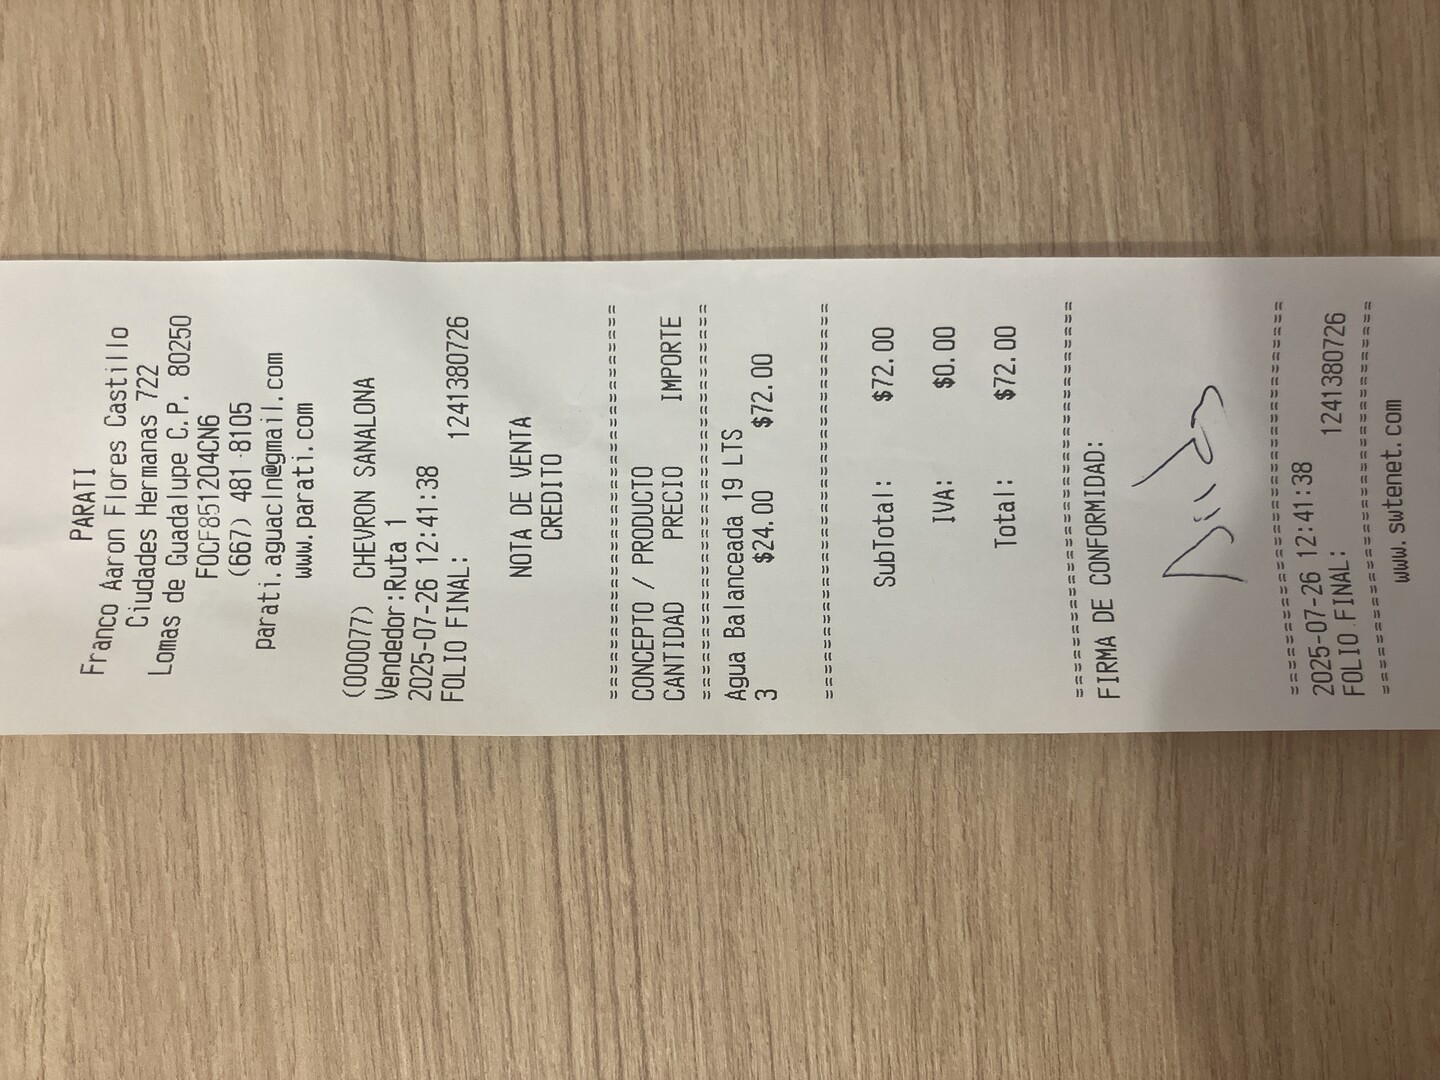 PARATI
Franco Aaron Flores Castillo
Ciudades Hermanas 722
Lomas de Guadalupe C.P. 80250
FOCF851204CN6
(667) 481-8105
parati.aguacln@gmail.com
www.parati.com
(000077) CHEVRON SANALONA
Vendedor:Ruta 1
2025-07-26 12:41:38
FOLIO FINAL: 1241380726
NOTA DE VENTA
CREDITO
================================
CONCEPTO / PRODUCTO
CANTIDAD PRECIO IMPORTE
================================
Agua Balanceada 19 LTS
3 $24.00 $72.00
================================
SubTotal: $72.00
IVA: $0.00
Total: $72.00
================================
FIRMA DE CONFORMIDAD:
================================
2025-07-26 12:41:38
FOLIO FINAL: 1241380726
================================
www.swtenet.com